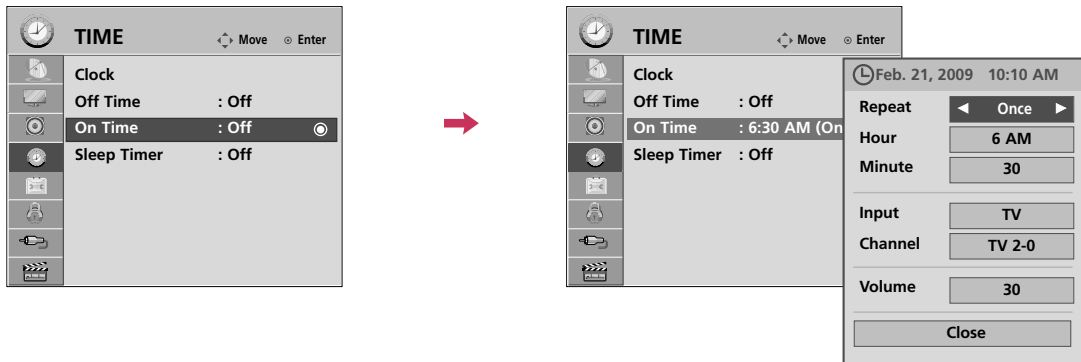 TIME Move Enter
Clock
Off Time : Off
On Time : Off
Sleep Timer : Off
TIME Move Enter
Clock
Off Time : Off
On Time : 6:30 AM (On
Sleep Timer : Off
Feb. 21, 2009 10:10 AM
Repeat ◀ Once ▶
Hour 6 AM
Minute 30
Input TV
Channel TV 2-0
Volume 30
Close